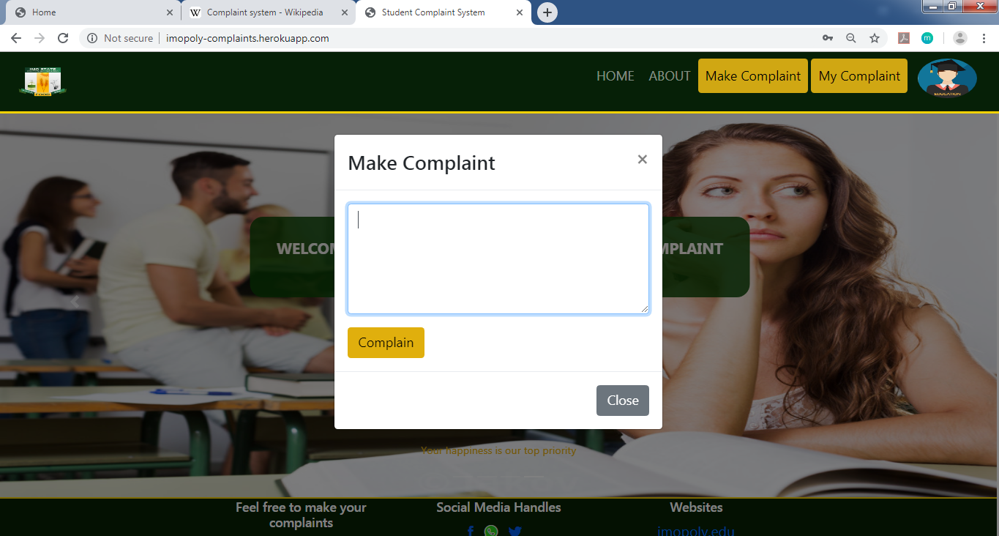 Home
Complaint system - Wikipedia
Student Complaint System
Not secure
imopoly-complaints.herokuapp.com
m
IMO STATE
FOOD
HOME
ABOUT
Make Complaint
My Complaint
EDUCATION
Make Complaint
×
WELCOM
MPLAINT
Complain
Close
Your happiness is our top priority
Feel free to make your
complaints
Social Media Handles
Websites
imopoly.edu